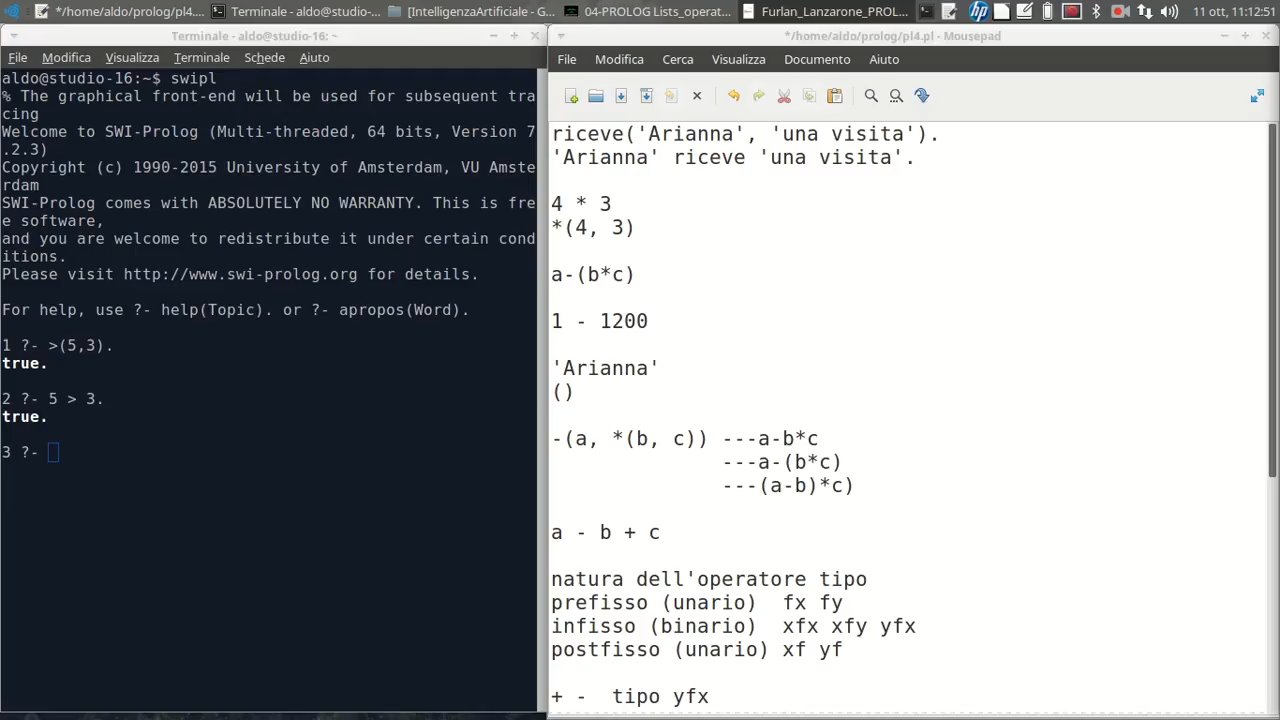 */home/aldo/prolog/pl4....
Terminale - aldo@studio-...
[IntelligenzaArtificiale - G...
04-PROLOG Lists_operat...
Furlan_Lanzarone_PROL...
11 ott, 11:12:51
Terminale - aldo@studio-16: ~
File Modifica Visualizza Terminale Schede Aiuto
aldo@studio-16:~$ swipl
% The graphical front-end will be used for subsequent tra
cing
Welcome to SWI-Prolog (Multi-threaded, 64 bits, Version 7
.2.3)
Copyright (c) 1990-2015 University of Amsterdam, VU Amste
rdam
SWI-Prolog comes with ABSOLUTELY NO WARRANTY. This is fre
e software,
and you are welcome to redistribute it under certain cond
itions.
Please visit http://www.swi-prolog.org for details.
For help, use ?- help(Topic). or ?- apropos(Word).
1 ?- >(5,3).
true.
2 ?- 5 > 3.
true.
3 ?-
*/home/aldo/prolog/pl4.pl - Mousepad
File Modifica Cerca Visualizza Documento Aiuto
riceve('Arianna', 'una visita').
'Arianna' riceve 'una visita'.
4 * 3
*(4, 3)
a-(b*c)
1 - 1200
'Arianna'
()
-(a, *(b, c)) ---a-b*c
---a-(b*c)
---(a-b)*c)
a - b + c
natura dell'operatore tipo
prefisso (unario)  fx fy
infisso (binario)  xfx xfy yfx
postfisso (unario) xf yf
+ -  tipo yfx